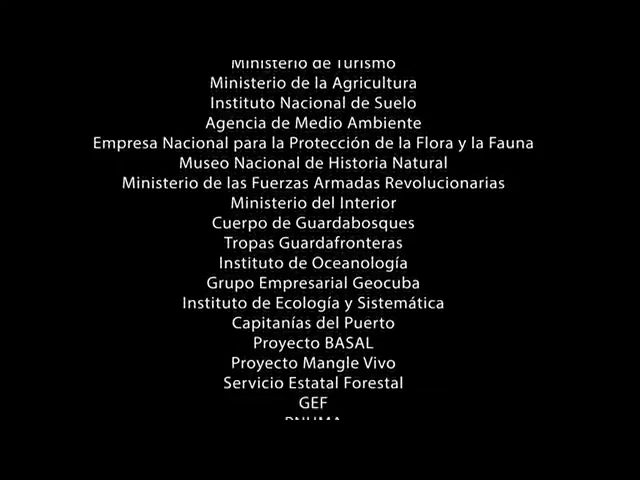 Ministerio de Turismo
Ministerio de la Agricultura
Instituto Nacional de Suelo
Agencia de Medio Ambiente
Empresa Nacional para la Protección de la Flora y la Fauna
Museo Nacional de Historia Natural
Ministerio de las Fuerzas Armadas Revolucionarias
Ministerio del Interior
Cuerpo de Guardabosques
Tropas Guardafronteras
Instituto de Oceanología
Grupo Empresarial Geocuba
Instituto de Ecología y Sistemática
Capitanías del Puerto
Proyecto BASAL
Proyecto Mangle Vivo
Servicio Estatal Forestal
GEF
PNUMA